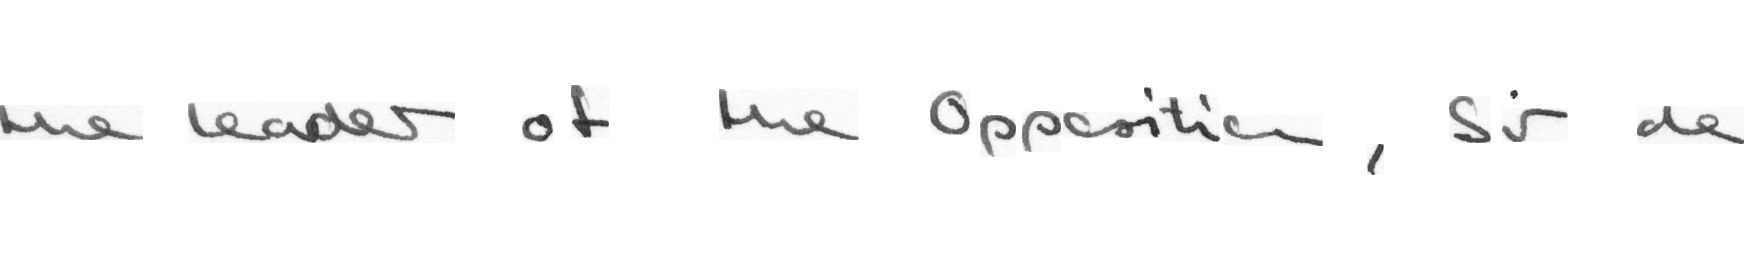 the leader of the Opposition , Sir de